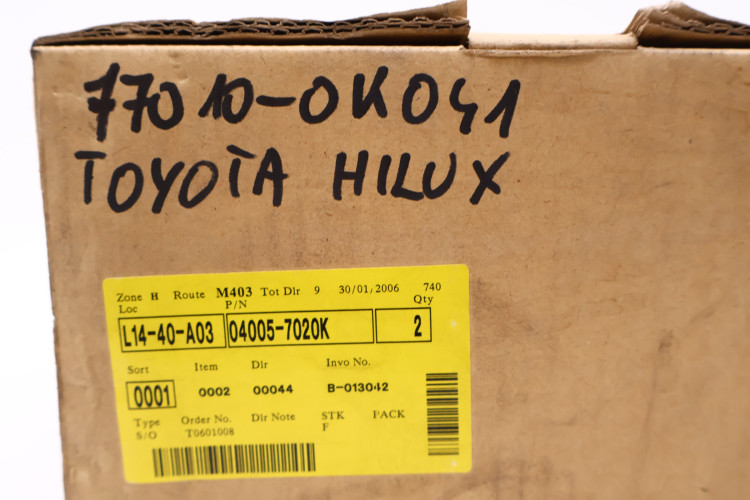 77010-0K041
TOYOTA HILUX
Zone H Route M403 Tot Dlr 9 30/01/2006 740
Loc P/N Qty
L14-40-A03 04005-7020K 2
Sort Item Dlr Invo No.
0001 0002 00044 B-013042
Type Order No. Dlr Note STK PACK
S/O T0601008 F